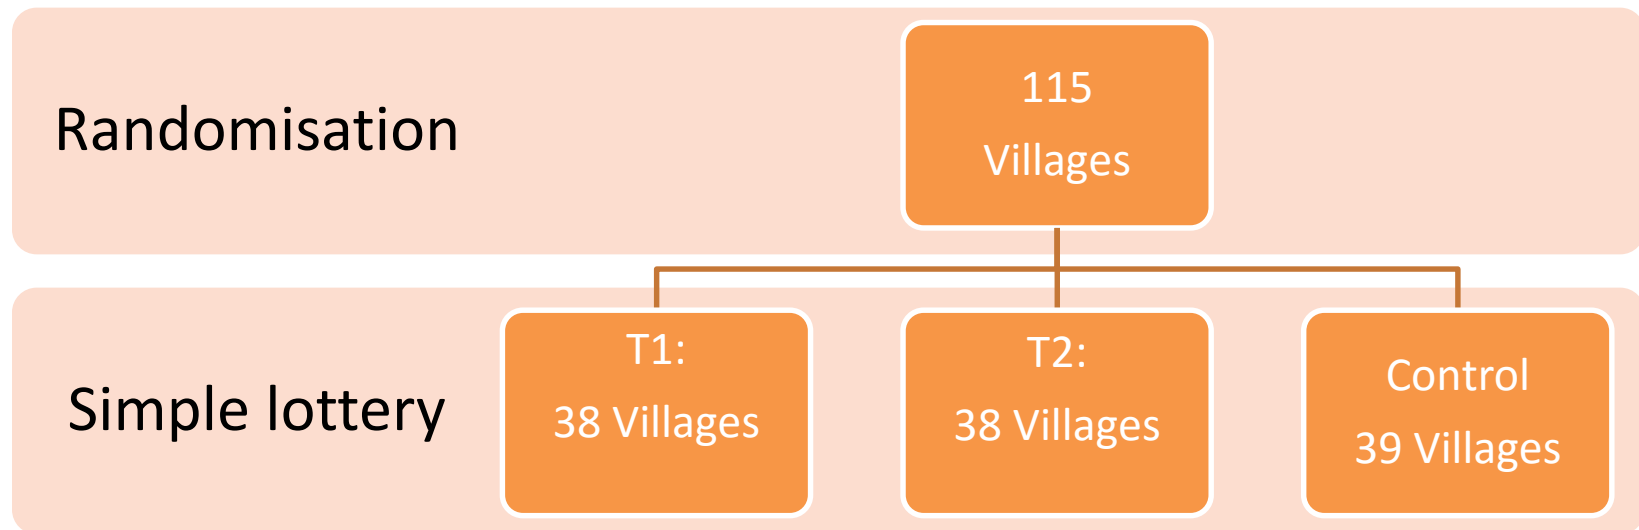 Randomisation
115
Villages
Simple lottery
T1:
38 Villages
T2:
38 Villages
Control
39 Villages